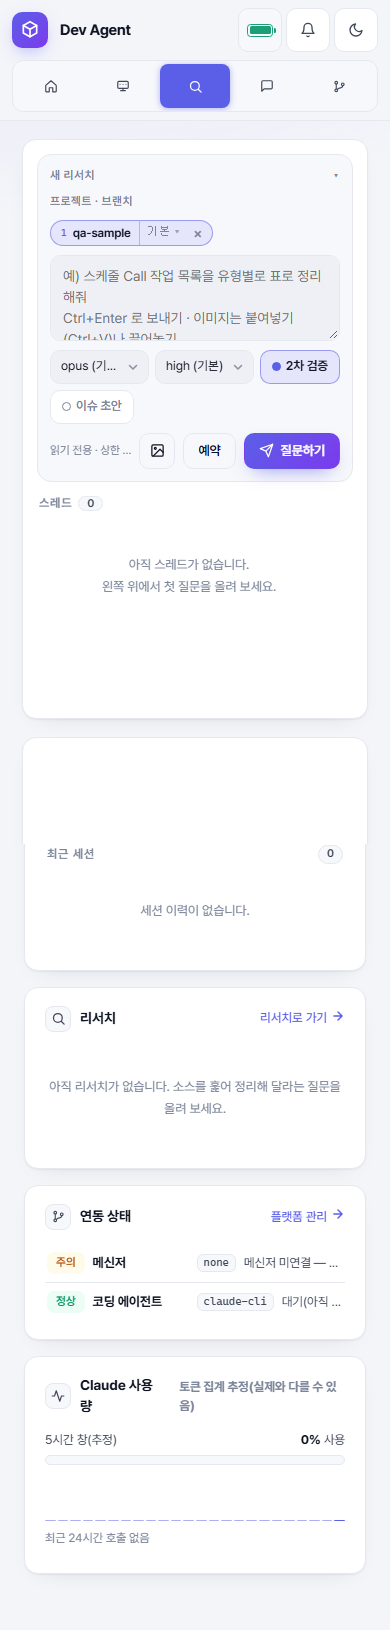 Dev Agent
새 리서치
프로젝트 · 브랜치
1 qa-sample 기본 ×
예) 스케줄 Call 작업 목록을 유형별로 표로 정리
해줘
Ctrl+Enter 로 보내기 · 이미지는 붙여넣기
(Ctrl+V)나 끌어놓기
opus (기... high (기본) 2차 검증
이슈 초안
읽기 전용 · 상한 ... 예약 질문하기
스레드 0
아직 스레드가 없습니다.
왼쪽 위에서 첫 질문을 올려 보세요.
최근 세션 0
세션 이력이 없습니다.
리서치 리서치로 가기 →
아직 리서치가 없습니다. 소스를 훑어 정리해 달라는 질문을
올려 보세요.
연동 상태 플랫폼 관리 →
주의 메신저 none 메신저 미연결 — ...
정상 코딩 에이전트 claude-cli 대기(아직 ...
Claude 사용
량
토큰 집계 추정(실제와 다를 수 있
음)
5시간 창(추정) 0% 사용
최근 24시간 호출 없음